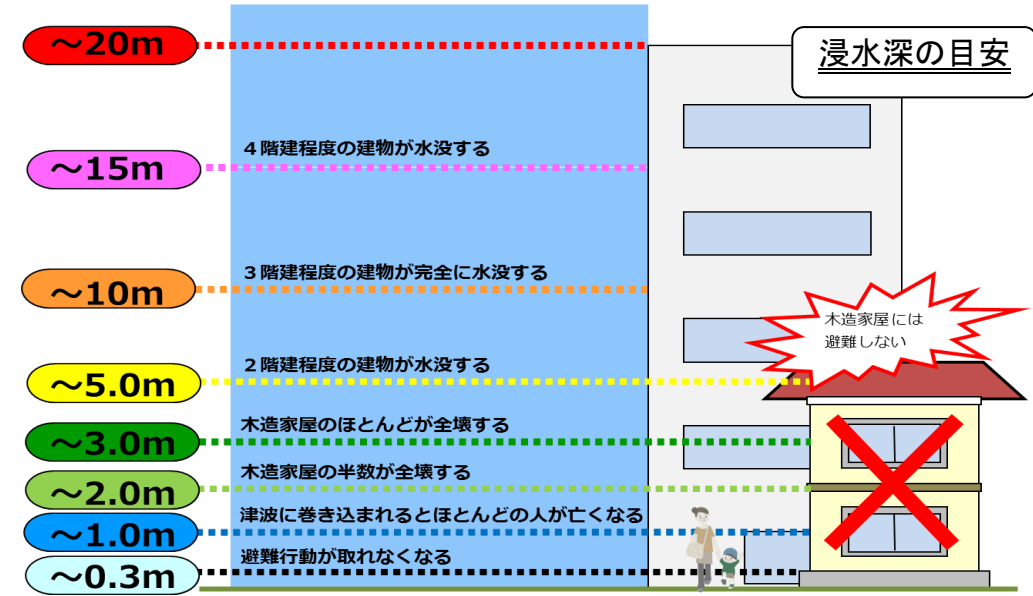 浸水深の目安
～20m
４階建程度の建物が水没する
～15m
３階建程度の建物が完全に水没する
～10m
木造家屋には
避難しない
２階建程度の建物が水没する
～5.0m
木造家屋のほとんどが全壊する
～3.0m
木造家屋の半数が全壊する
～2.0m
津波に巻き込まれるとほとんどの人が亡くなる
～1.0m
避難行動が取れなくなる
～0.3m